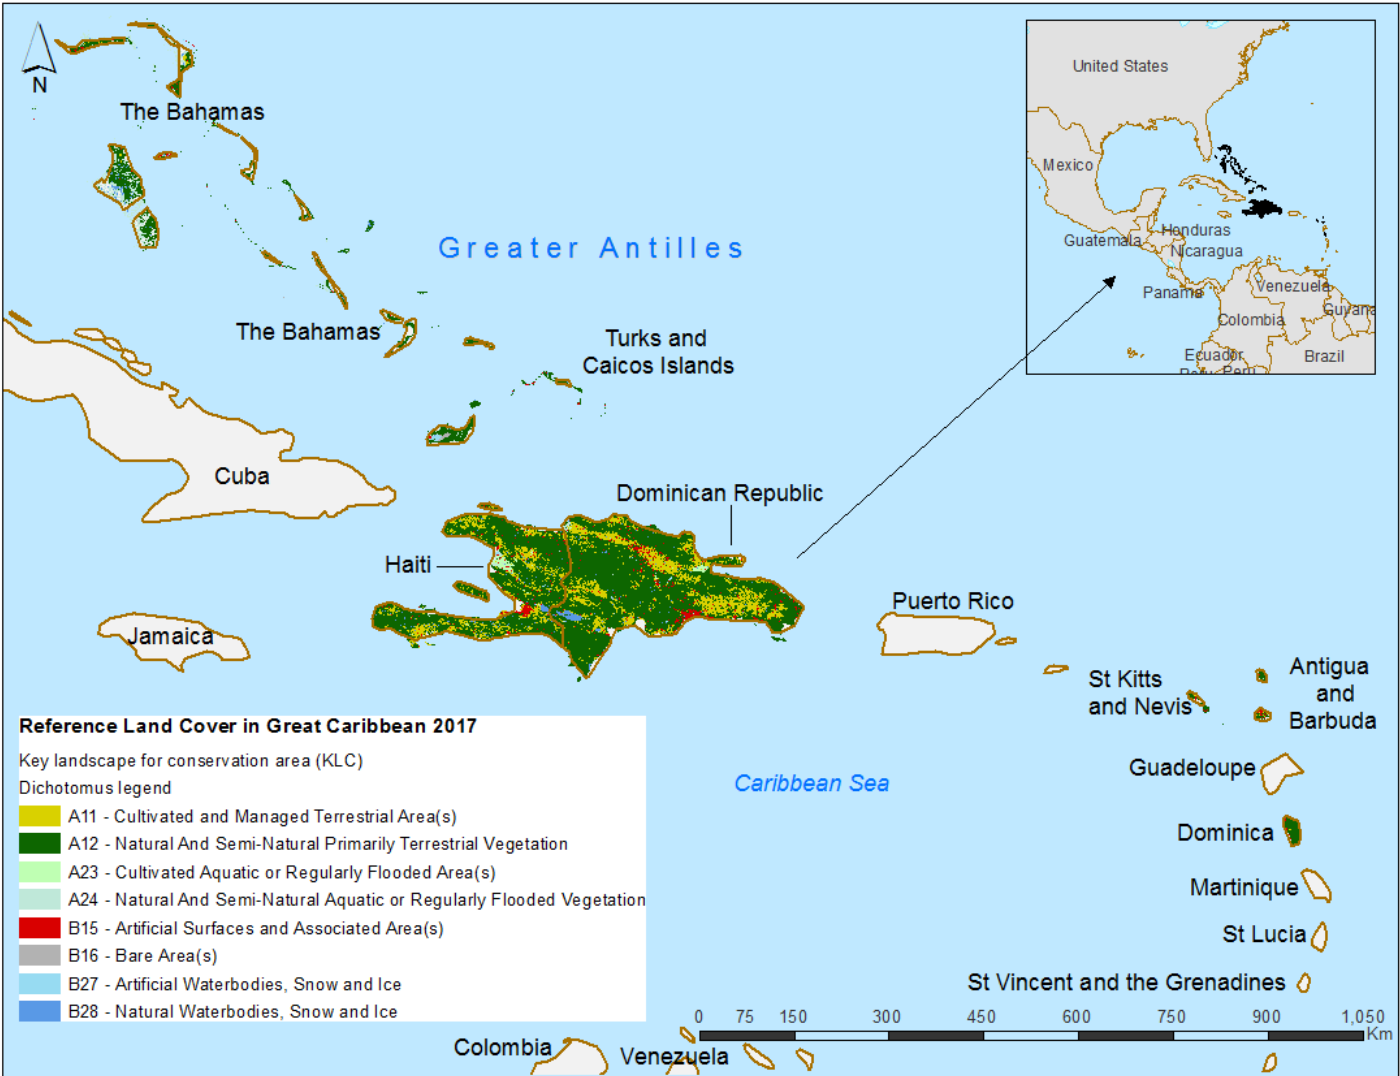 N
The Bahamas
United States
Mexico
Honduras
Guatemala
Nicaragua
Panama
Venezuela
Guyana
Colombia
Ecuador
Peru
Brazil
Greater Antilles
The Bahamas
Turks and
Caicos Islands
Cuba
Dominican Republic
Haiti
Puerto Rico
Jamaica
St Kitts
and Nevis
Antigua
and
Barbuda
Reference Land Cover in Great Caribbean 2017
Key landscape for conservation area (KLC)
Dichotomus legend
A11 - Cultivated and Managed Terrestrial Area(s)
A12 - Natural And Semi-Natural Primarily Terrestrial Vegetation
A23 - Cultivated Aquatic or Regularly Flooded Area(s)
A24 - Natural And Semi-Natural Aquatic or Regularly Flooded Vegetation
B15 - Artificial Surfaces and Associated Area(s)
B16 - Bare Area(s)
B27 - Artificial Waterbodies, Snow and Ice
B28 - Natural Waterbodies, Snow and Ice
Caribbean Sea
Guadeloupe
Dominica
Martinique
St Lucia
St Vincent and the Grenadines
0 75 150 300 450 600 750 900 1,050
Km
Colombia
Venezuela